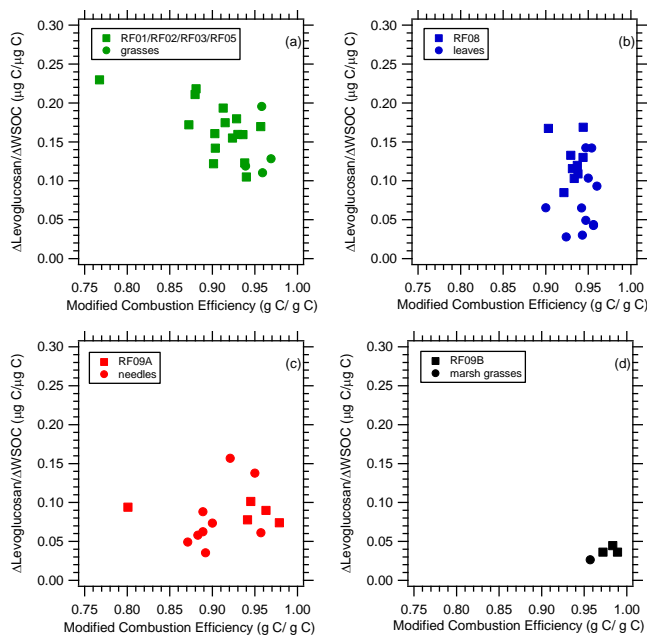 0.30
0.25
0.20
0.15
0.10
0.05
0.00
ΔLevoglucosan/ΔWSOC (μg C/μg C)
RF01/RF02/RF03/RF05
grasses
(a)
0.75 0.80 0.85 0.90 0.95 1.00
Modified Combustion Efficiency (g C/ g C)
0.30
0.25
0.20
0.15
0.10
0.05
0.00
ΔLevoglucosan/ΔWSOC (μg C/μg C)
RF08
leaves
(b)
0.75 0.80 0.85 0.90 0.95 1.00
Modified Combustion Efficiency (g C/ g C)
0.30
0.25
0.20
0.15
0.10
0.05
0.00
ΔLevoglucosan/ΔWSOC (μg C/μg C)
RF09A
needles
(c)
0.75 0.80 0.85 0.90 0.95 1.00
Modified Combustion Efficiency (g C/ g C)
0.30
0.25
0.20
0.15
0.10
0.05
0.00
ΔLevoglucosan/ΔWSOC (μg C/μg C)
RF09B
marsh grasses
(d)
0.75 0.80 0.85 0.90 0.95 1.00
Modified Combustion Efficiency (g C/ g C)